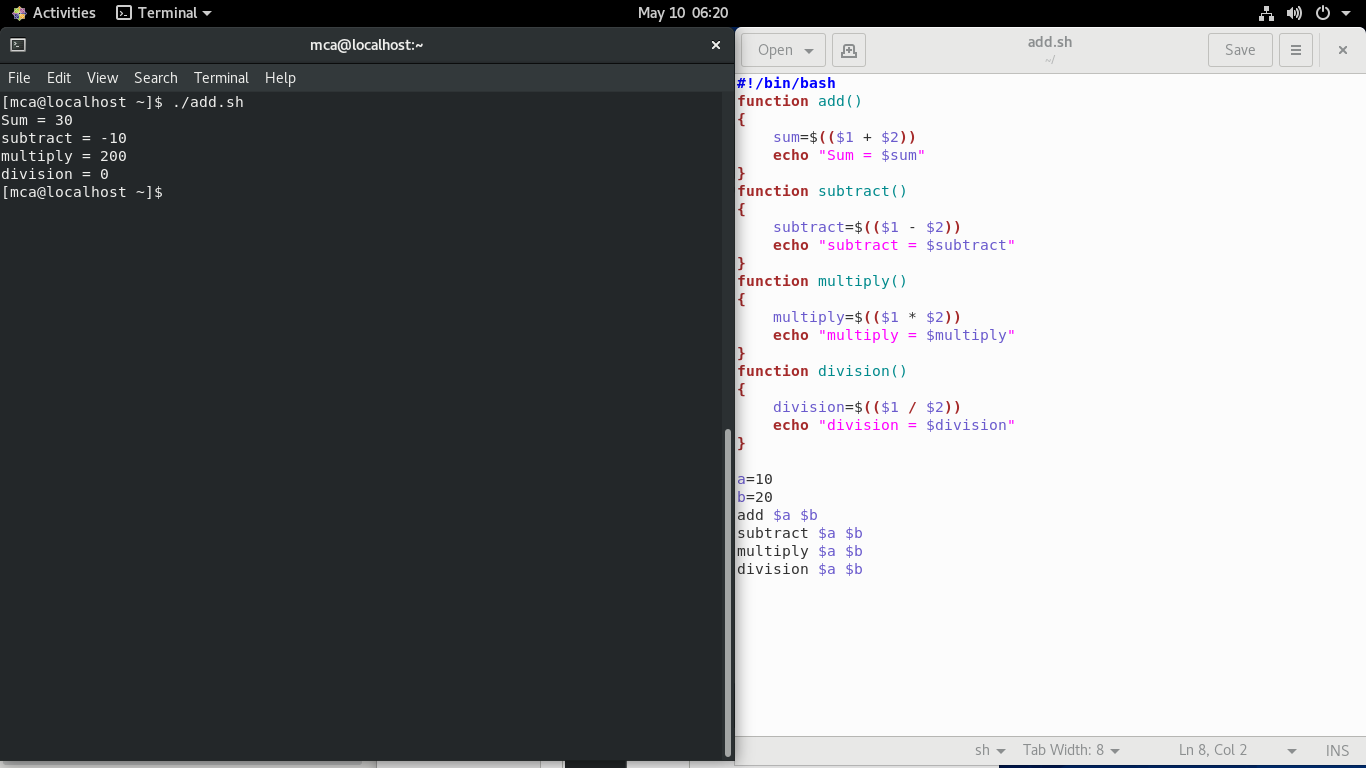 Activities Terminal May 10 06:20
mca@localhost:~
File Edit View Search Terminal Help
[mca@localhost ~]$ ./add.sh
Sum = 30
subtract = -10
multiply = 200
division = 0
[mca@localhost ~]$
Open add.sh Save
~/
#!/bin/bash
function add()
{
    sum=$(($1 + $2))
    echo "Sum = $sum"
}
function subtract()
{
    subtract=$(($1 - $2))
    echo "subtract = $subtract"
}
function multiply()
{
    multiply=$(($1 * $2))
    echo "multiply = $multiply"
}
function division()
{
    division=$(($1 / $2))
    echo "division = $division"
}

a=10
b=20
add $a $b
subtract $a $b
multiply $a $b
division $a $b
sh Tab Width: 8 Ln 8, Col 2 INS